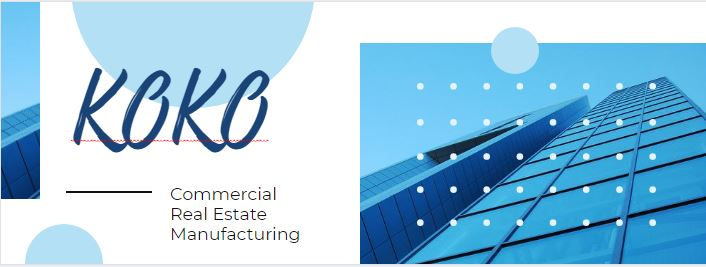 KOKO
Commercial
Real Estate
Manufacturing